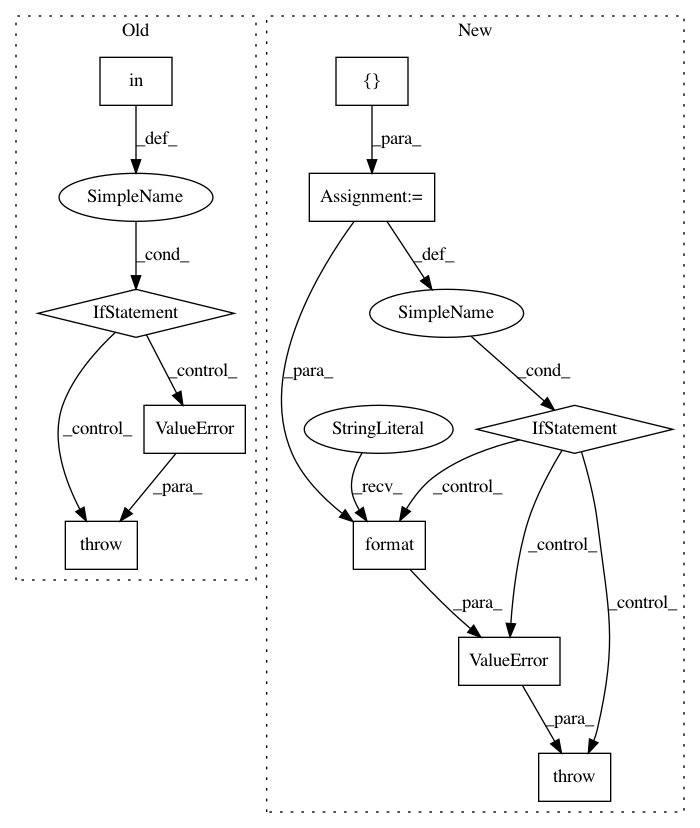 Old
New
in
{}
_def_
_para_
SimpleName
Assignment:=
_cond_
_def_
IfStatement
SimpleName
_control_
_para_
_cond_
_control_
ValueError
StringLiteral
IfStatement
_para_
_recv_
_control_
throw
format
_control_
_para_
_control_
ValueError
_para_
throw